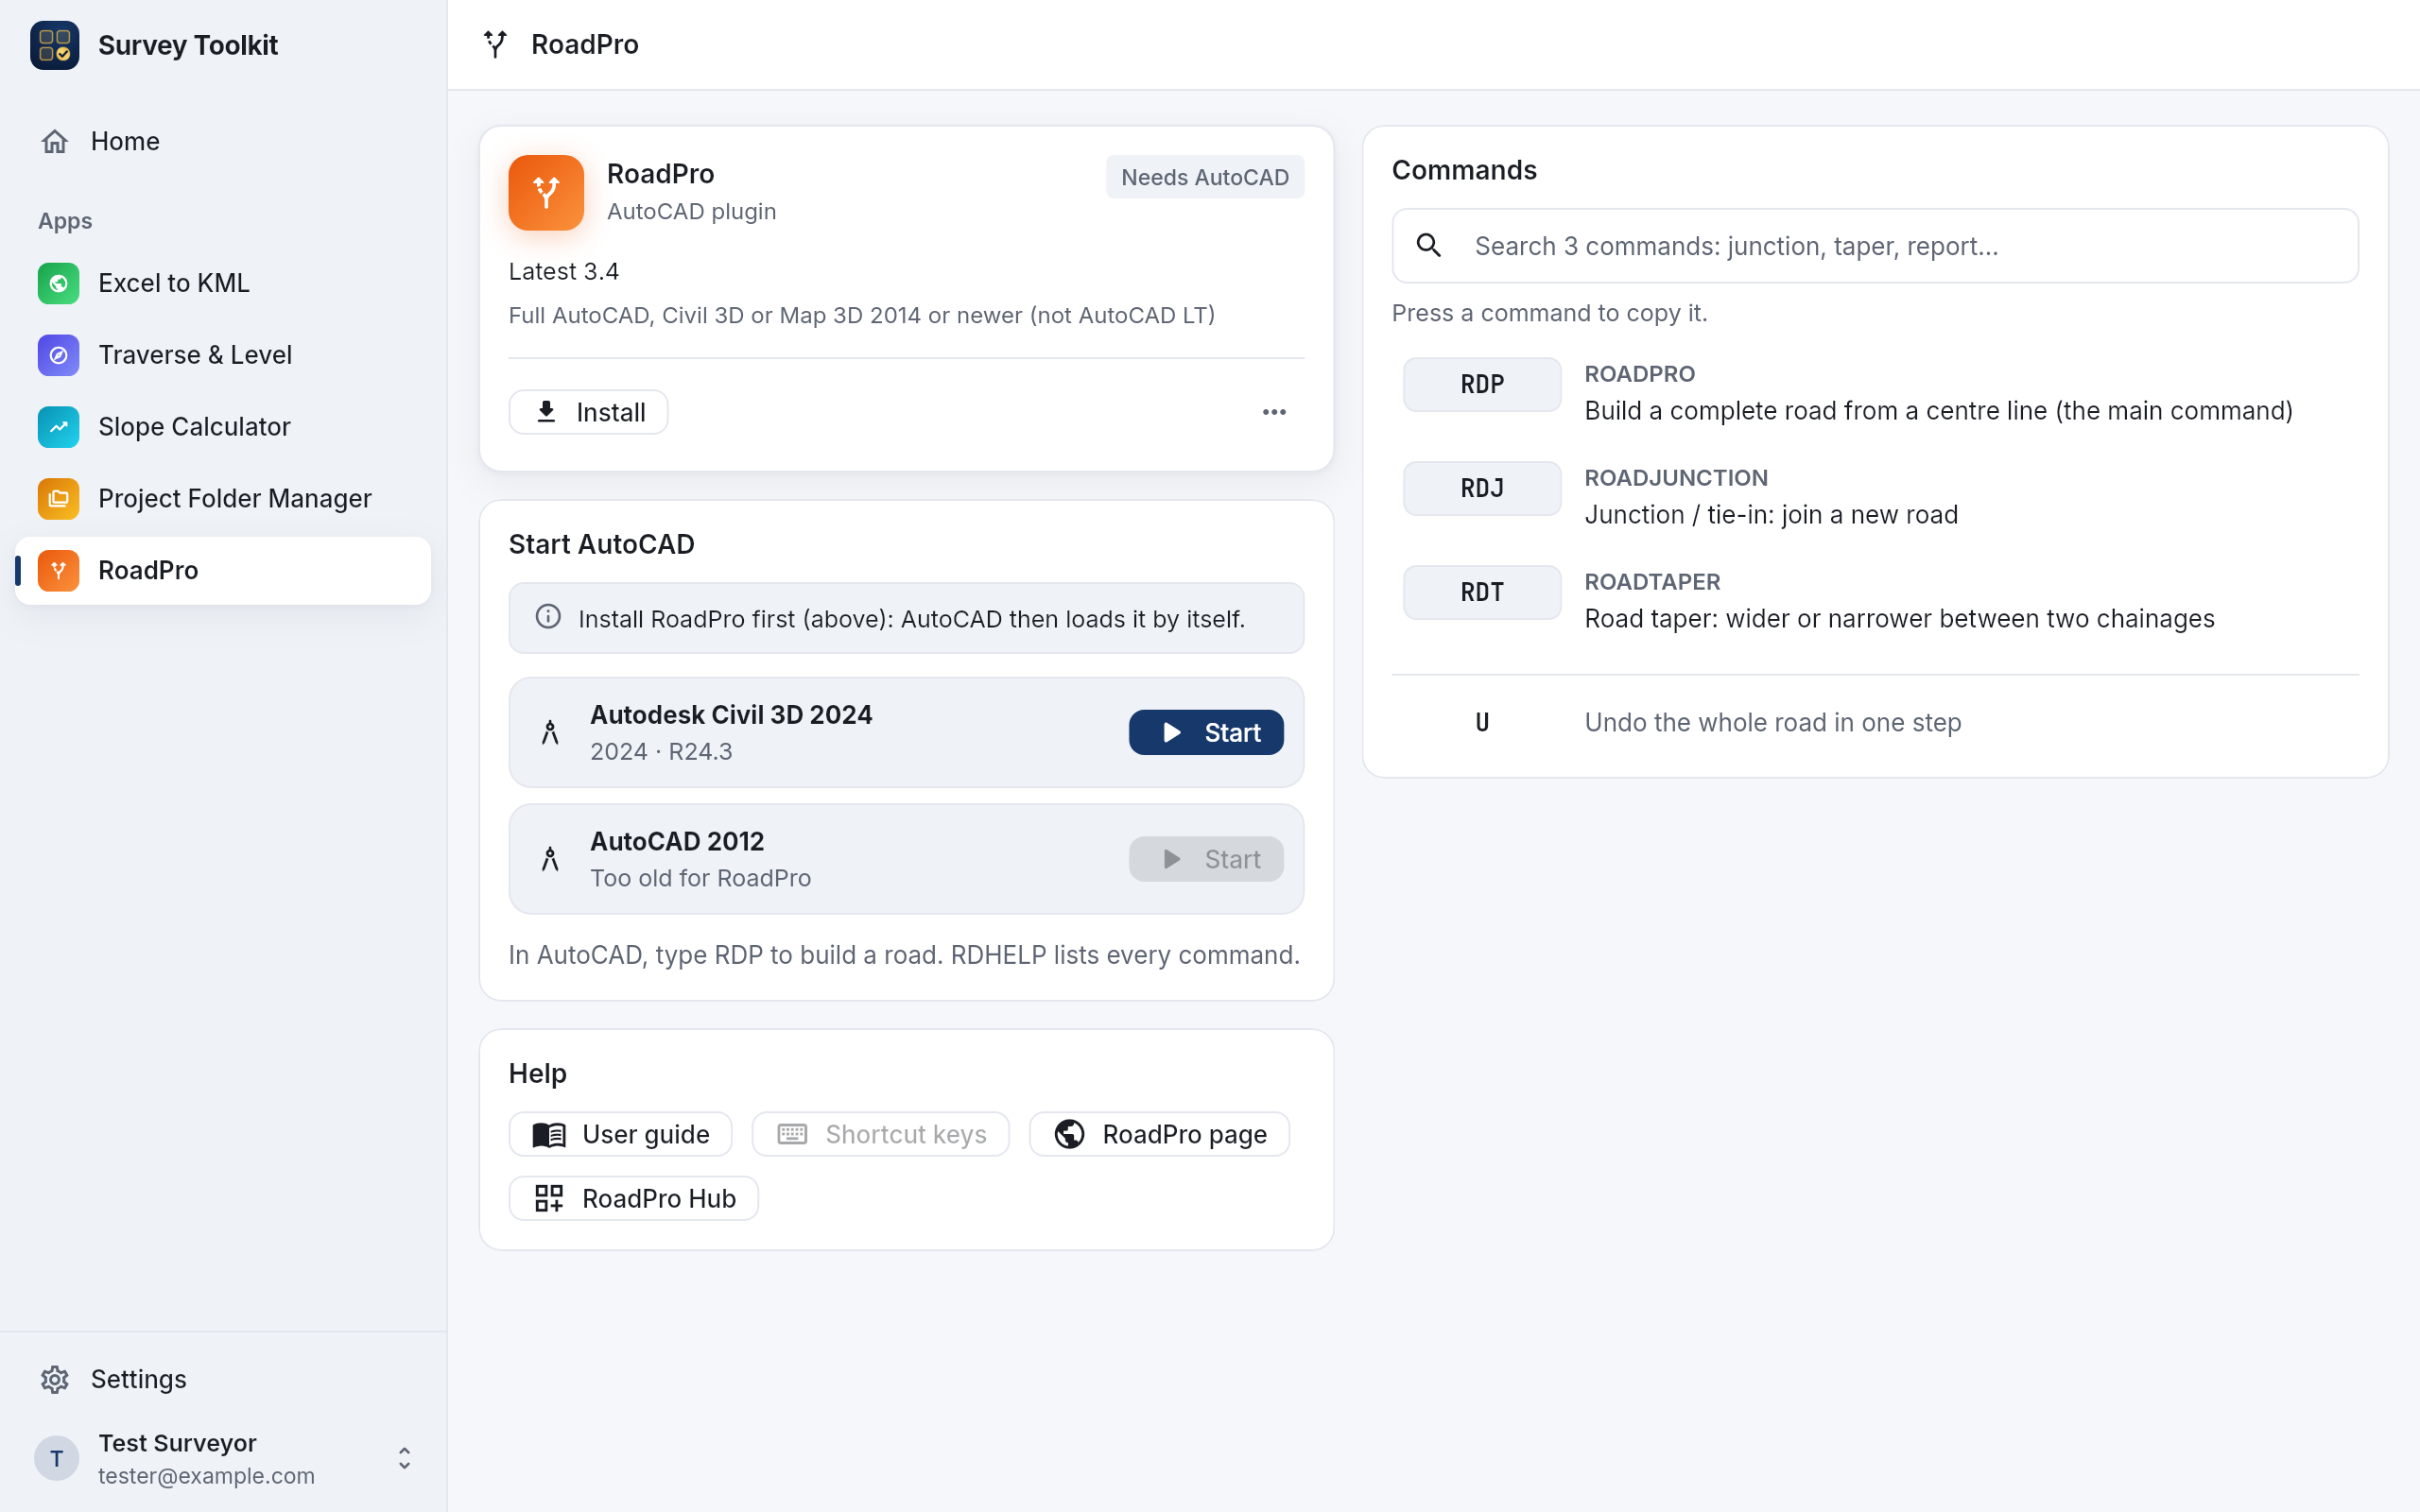 Survey Toolkit
Home
Apps
Excel to KML
Traverse & Level
Slope Calculator
Project Folder Manager
RoadPro
Settings
T
Test Surveyor
tester@example.com
RoadPro
RoadPro
AutoCAD plugin
Needs AutoCAD
Latest 3.4
Full AutoCAD, Civil 3D or Map 3D 2014 or newer (not AutoCAD LT)
Install
Start AutoCAD
Install RoadPro first (above): AutoCAD then loads it by itself.
Autodesk Civil 3D 2024
2024 · R24.3
Start
AutoCAD 2012
Too old for RoadPro
Start
In AutoCAD, type RDP to build a road. RDHELP lists every command.
Help
User guide
Shortcut keys
RoadPro page
RoadPro Hub
Commands
Search 3 commands: junction, taper, report...
Press a command to copy it.
RDP
ROADPRO
Build a complete road from a centre line (the main command)
RDJ
ROADJUNCTION
Junction / tie-in: join a new road
RDT
ROADTAPER
Road taper: wider or narrower between two chainages
U
Undo the whole road in one step